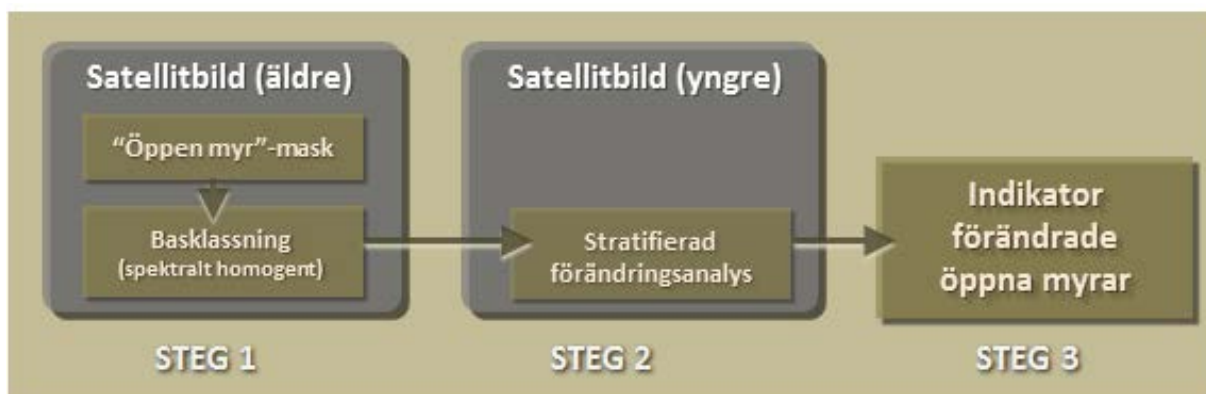 Satellitbild (äldre)
"Öppen myr"-mask
Basklassning
(spektralt homogent)
STEG 1
Satellitbild (yngre)
Stratifierad
förändringsanalys
STEG 2
Indikator
förändrade
öppna myrar
STEG 3